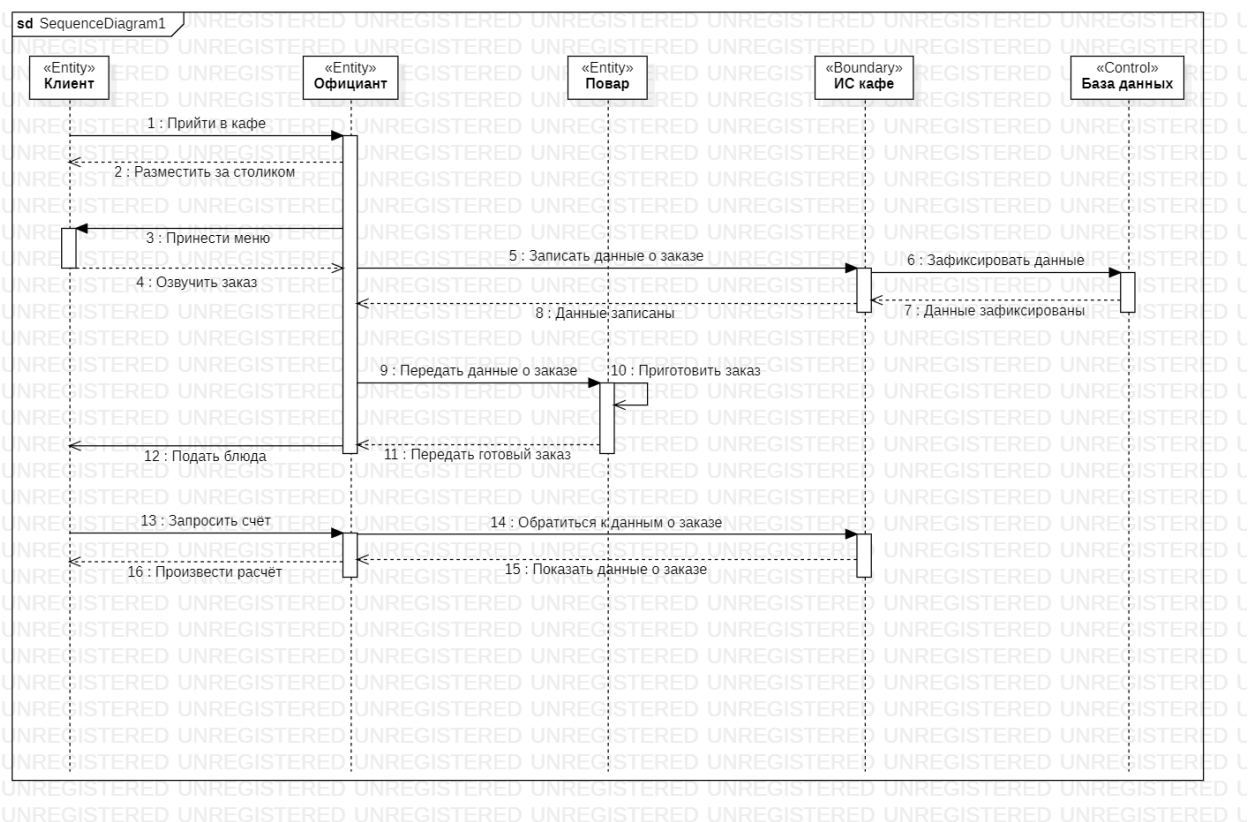 sd SequenceDiagram1
«Entity» «Entity» «Entity» «Boundary» «Control»
Клиент Официант Повар ИС кафе База данных
1 : Прийти в кафе
2 : Разместить за столиком
3 : Принести меню
4 : Озвучить заказ
5 : Записать данные о заказе
6 : Зафиксировать данные
7 : Данные зафиксированы
8 : Данные записаны
9 : Передать данные о заказе
10 : Приготовить заказ
11 : Передать готовый заказ
12 : Подать блюда
13 : Запросить счёт
14 : Обратиться к данным о заказе
15 : Показать данные о заказе
16 : Произвести расчёт
UNREGISTERED